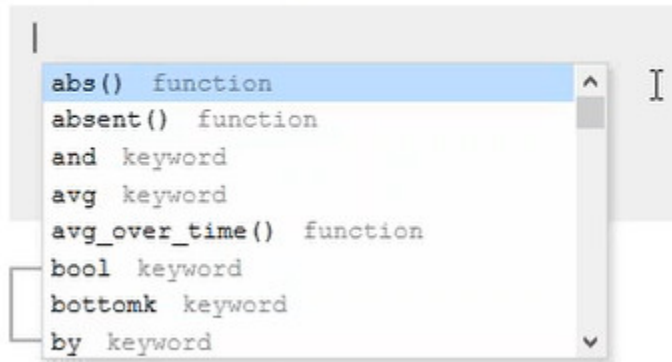 abs() function
absent() function
and keyword
avg keyword
avg_over_time() function
bool keyword
bottomk keyword
by keyword